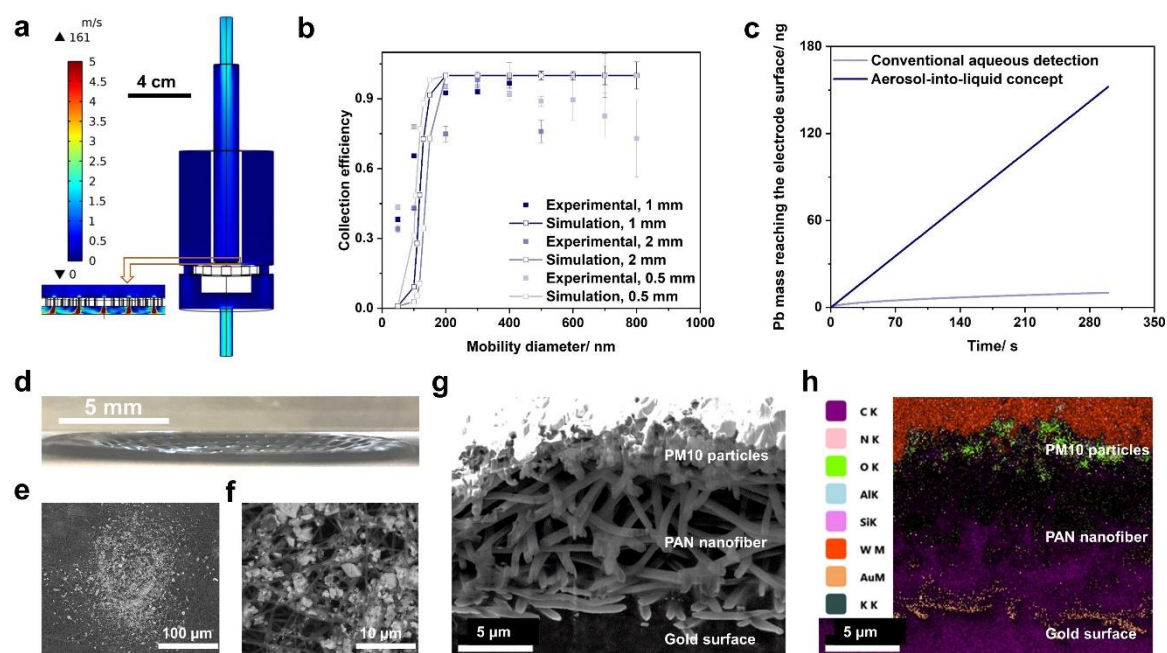 a
m/s
▲ 161
5
4.5
4
3.5
3
2.5
2
1.5
1
0.5
0
▼ 0
4 cm
b
Collection efficiency
0.9
0.6
0.3
0.0
Experimental, 1 mm
Simulation, 1 mm
Experimental, 2 mm
Simulation, 2 mm
Experimental, 0.5 mm
Simulation, 0.5 mm
0 200 400 600 800 1000
Mobility diameter/ nm
c
Pb mass reaching the electrode surface/ ng
180
150
120
90
60
30
0
Conventional aqueous detection
Aerosol-into-liquid concept
0 70 140 210 280 350
Time/ s
d
5 mm
e
100 µm
f
10 µm
g
PM10 particles
PAN nanofiber
Gold surface
5 µm
h
C K
N K
O K
AlK
SiK
W M
AuM
K K
PM10 particles
PAN nanofiber
Gold surface
5 µm